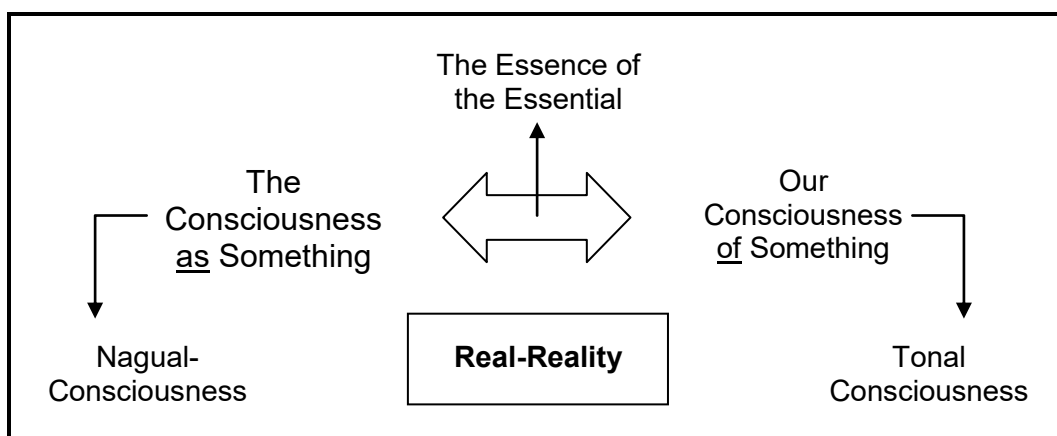 The Essence of
the Essential
The
Consciousness
as Something
Our
Consciousness
of Something
Nagual-
Consciousness
Real-Reality
Tonal
Consciousness